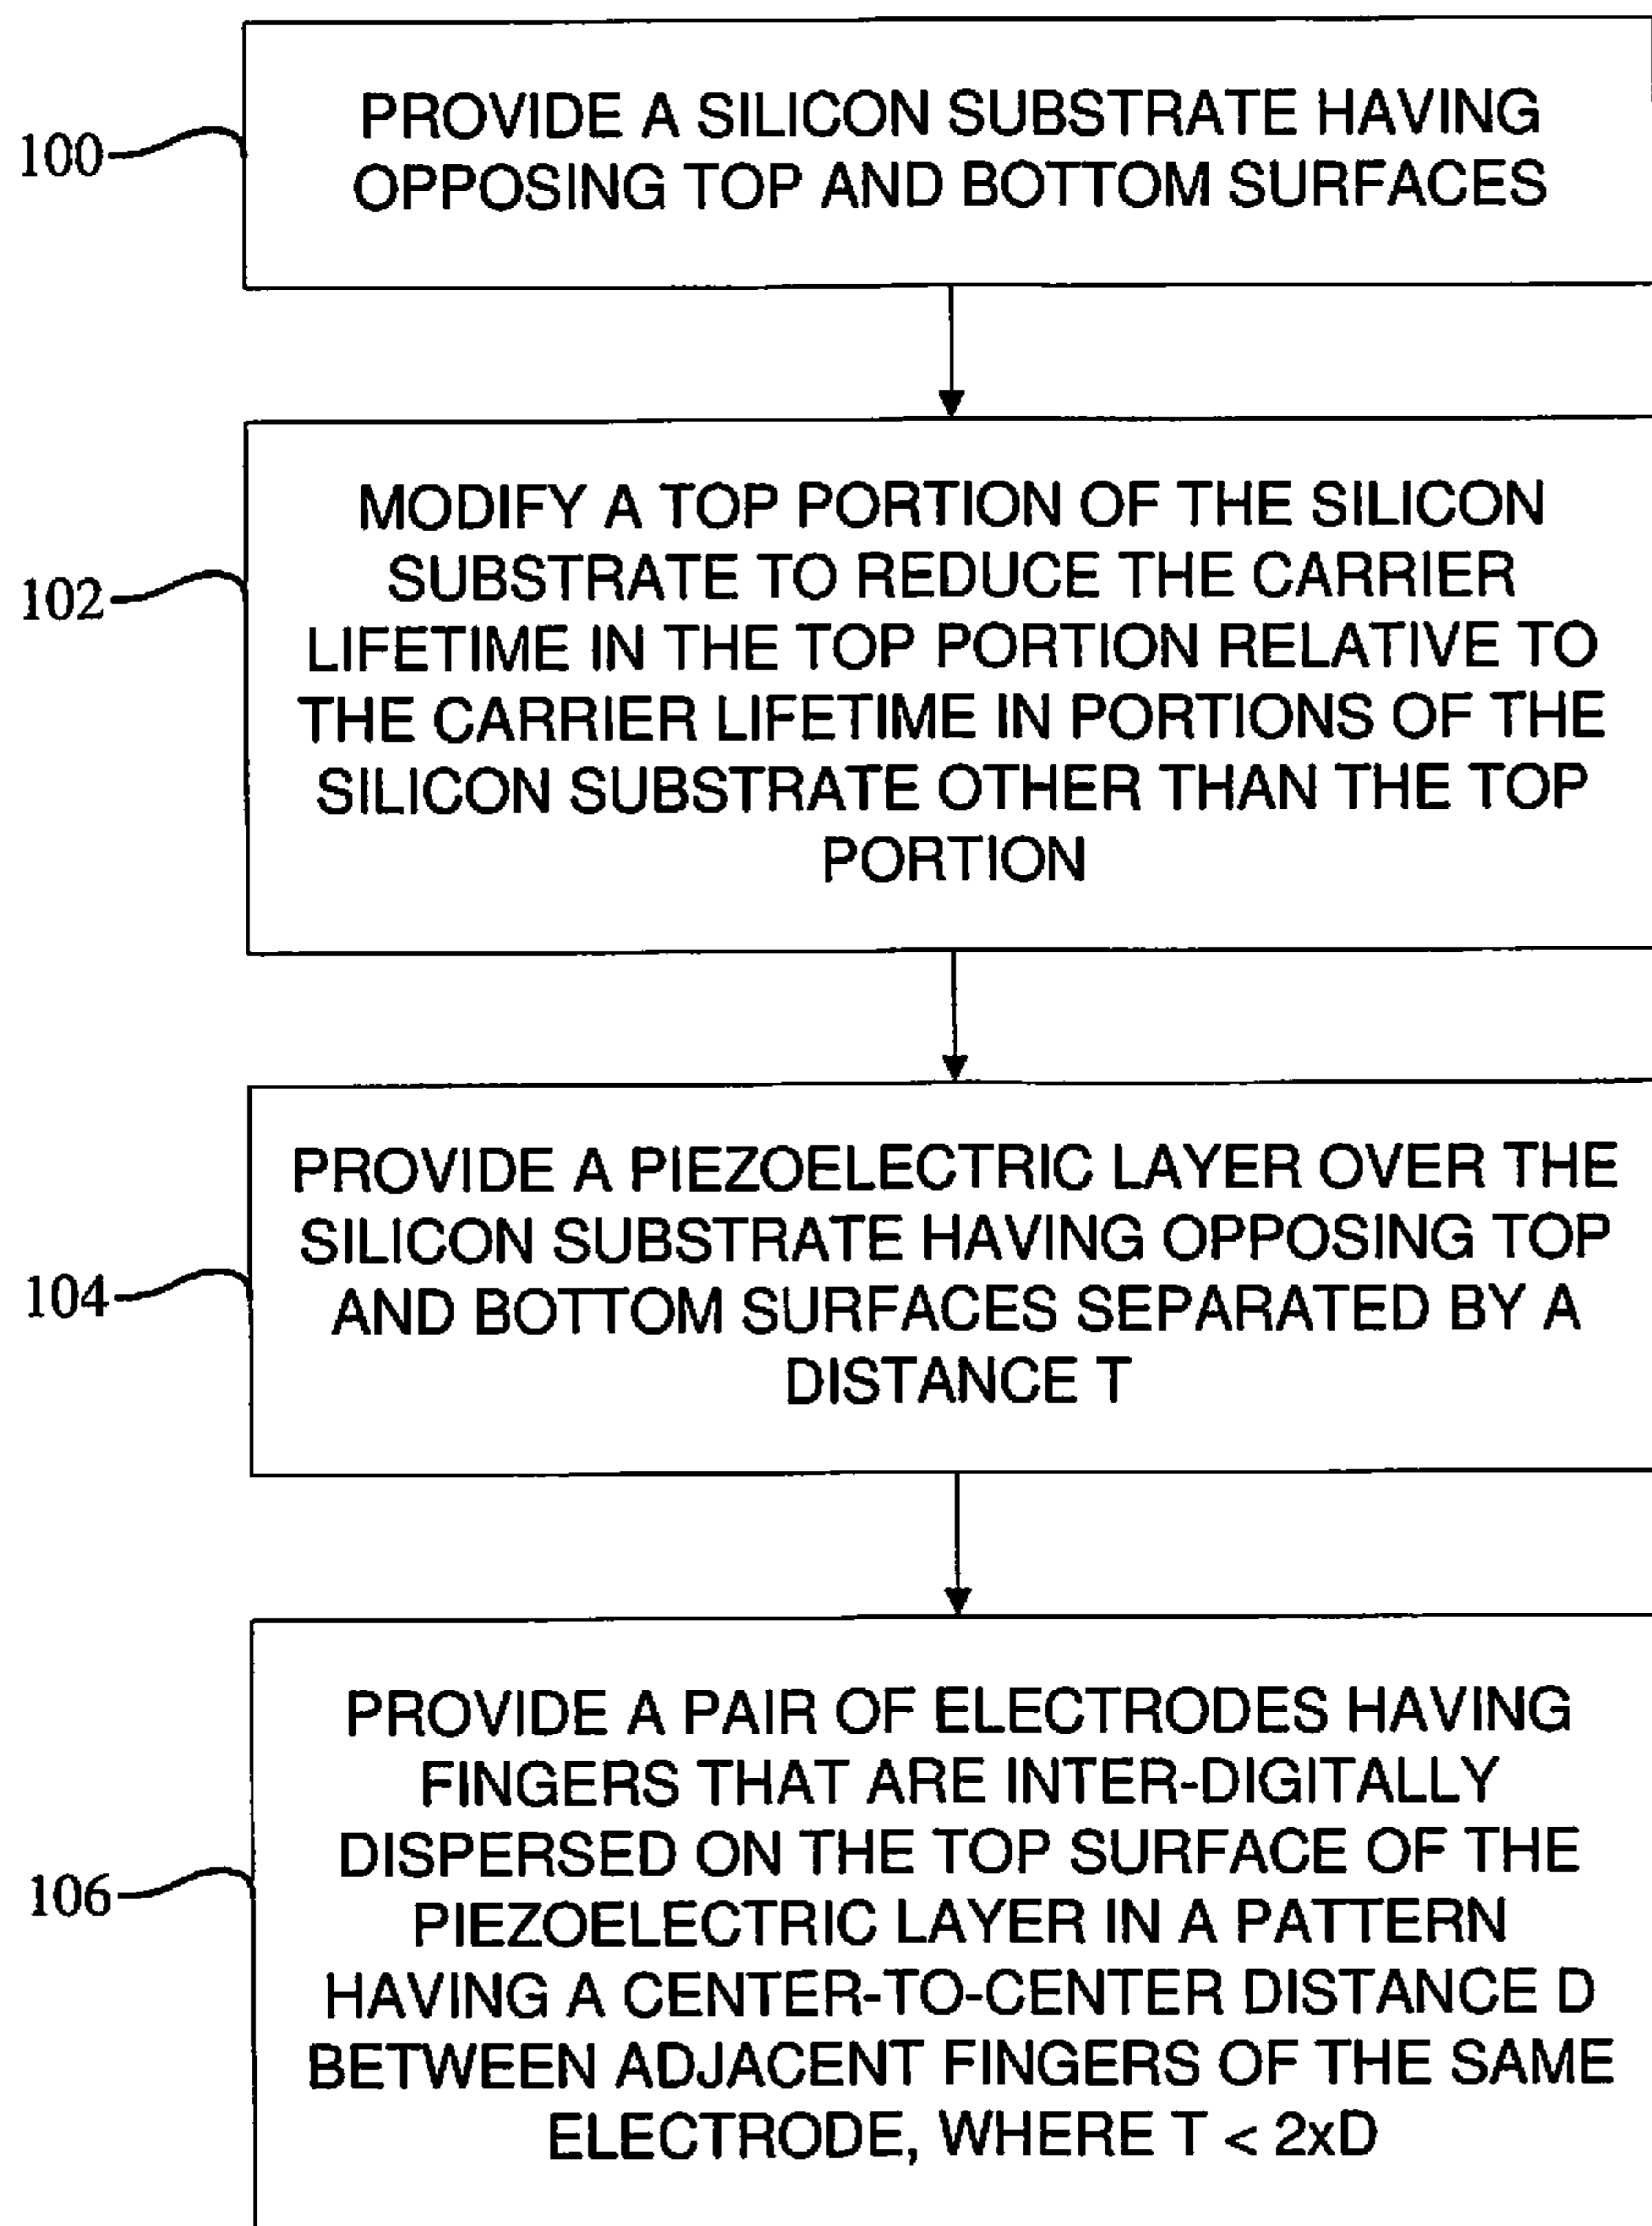 100
PROVIDE A SILICON SUBSTRATE HAVING
OPPOSING TOP AND BOTTOM SURFACES
102
MODIFY A TOP PORTION OF THE SILICON
SUBSTRATE TO REDUCE THE CARRIER
LIFETIME IN THE TOP PORTION RELATIVE TO
THE CARRIER LIFETIME IN PORTIONS OF THE
SILICON SUBSTRATE OTHER THAN THE TOP
PORTION
104
PROVIDE A PIEZOELECTRIC LAYER OVER THE
SILICON SUBSTRATE HAVING OPPOSING TOP
AND BOTTOM SURFACES SEPARATED BY A
DISTANCE T
106
PROVIDE A PAIR OF ELECTRODES HAVING
FINGERS THAT ARE INTER-DIGITALLY
DISPERSED ON THE TOP SURFACE OF THE
PIEZOELECTRIC LAYER IN A PATTERN
HAVING A CENTER-TO-CENTER DISTANCE D
BETWEEN ADJACENT FINGERS OF THE SAME
ELECTRODE, WHERE T < 2xD